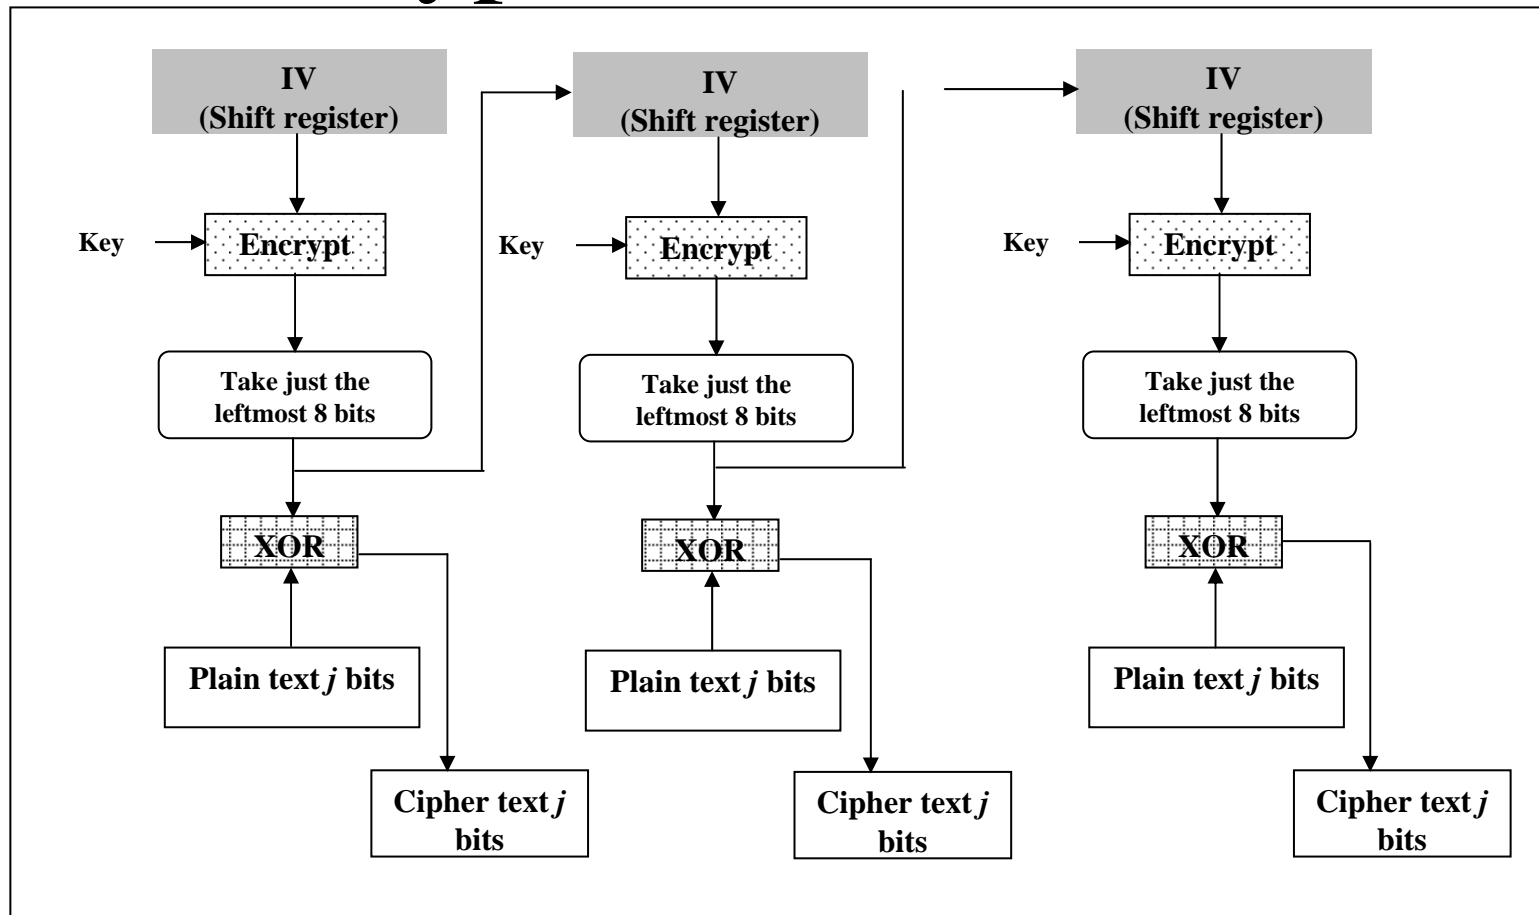 IV
(Shift register)
IV
(Shift register)
IV
(Shift register)
Key
Encrypt
Key
Encrypt
Key
Encrypt
Take just the
leftmost 8 bits
Take just the
leftmost 8 bits
Take just the
leftmost 8 bits
XOR
XOR
XOR
Plain text j bits
Plain text j bits
Plain text j bits
Cipher text j
bits
Cipher text j
bits
Cipher text j
bits